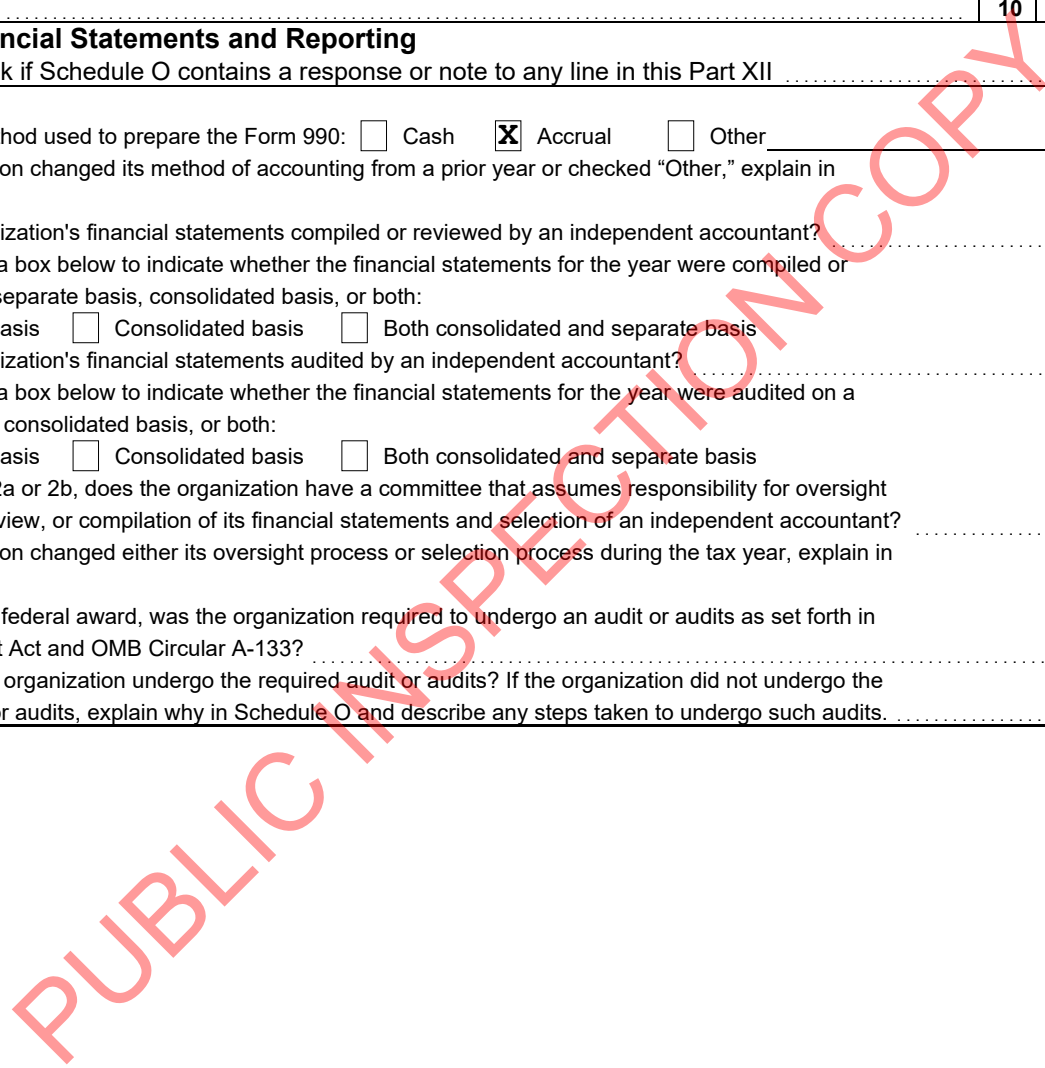 10
ncial Statements and Reporting
k if Schedule O contains a response or note to any line in this Part XII
hod used to prepare the Form 990: Cash X Accrual Other
on changed its method of accounting from a prior year or checked “Other,” explain in
ization's financial statements compiled or reviewed by an independent accountant?
a box below to indicate whether the financial statements for the year were compiled or
separate basis, consolidated basis, or both:
asis Consolidated basis Both consolidated and separate basis
ization's financial statements audited by an independent accountant?
a box below to indicate whether the financial statements for the year were audited on a
consolidated basis, or both:
asis Consolidated basis Both consolidated and separate basis
2a or 2b, does the organization have a committee that assumes responsibility for oversight
view, or compilation of its financial statements and selection of an independent accountant?
on changed either its oversight process or selection process during the tax year, explain in
federal award, was the organization required to undergo an audit or audits as set forth in
t Act and OMB Circular A-133?
organization undergo the required audit or audits? If the organization did not undergo the
or audits, explain why in Schedule O and describe any steps taken to undergo such audits.
PUBLIC INSPECTION COPY